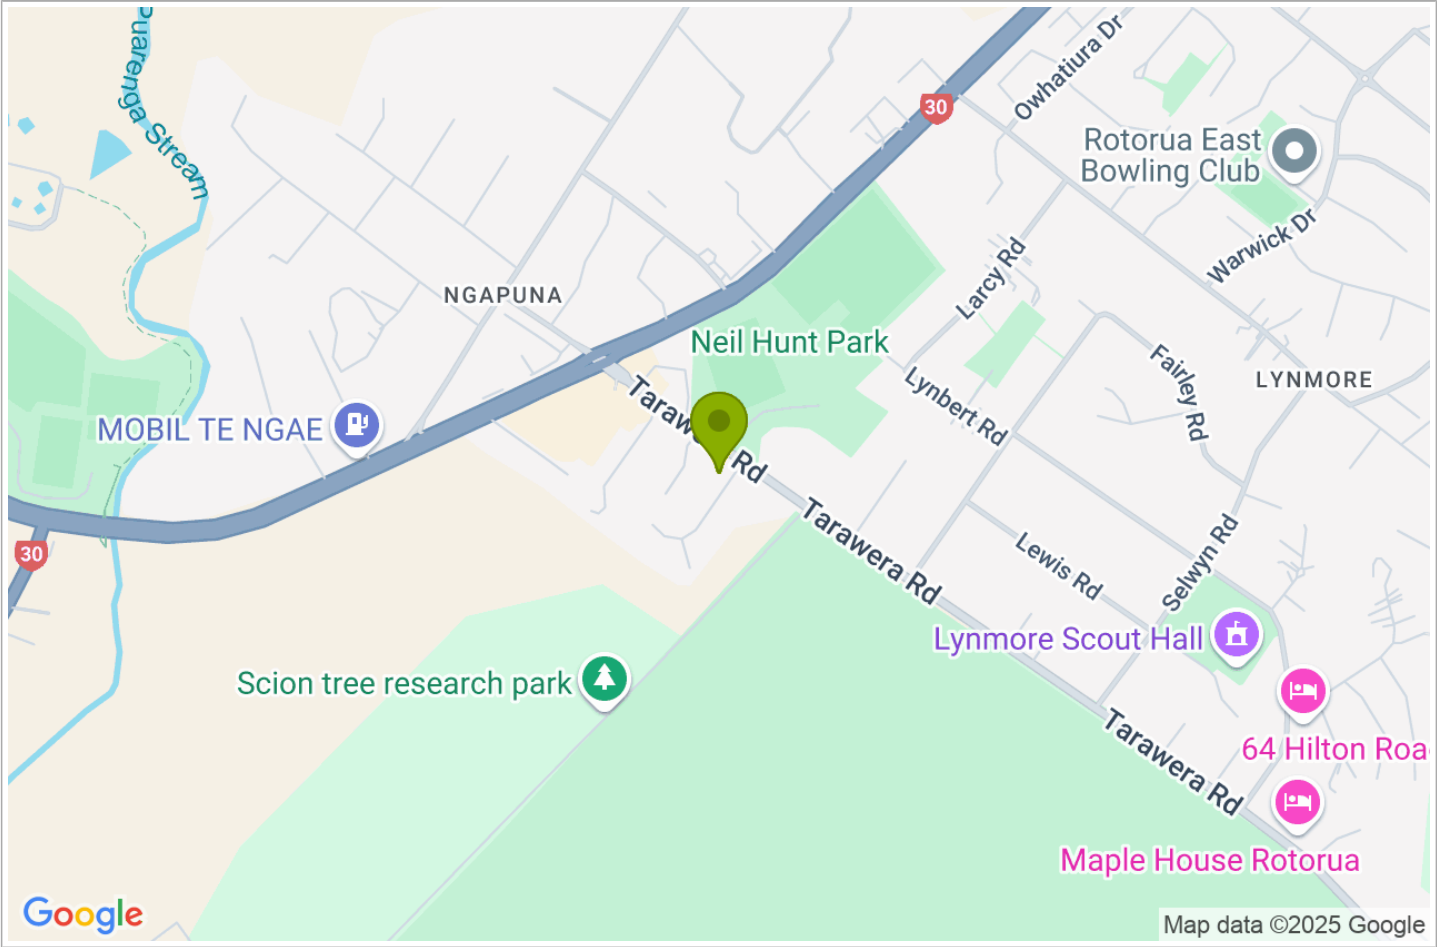 Puarenga Stream
30
Owhatiura Dr
Rotorua East
Bowling Club
Warwick Dr
Larcy Rd
NGAPUNA
Neil Hunt Park
Fairley Rd
LYNMORE
Lynbert Rd
Tarawera Rd
MOBIL TE NGAE
Tarawera Rd
30
Lewis Rd
Selwyn Rd
Lynmore Scout Hall
Scion tree research park
Tarawera Rd
64 Hilton Roa
Maple House Rotorua
Google
Map data ©2025 Google